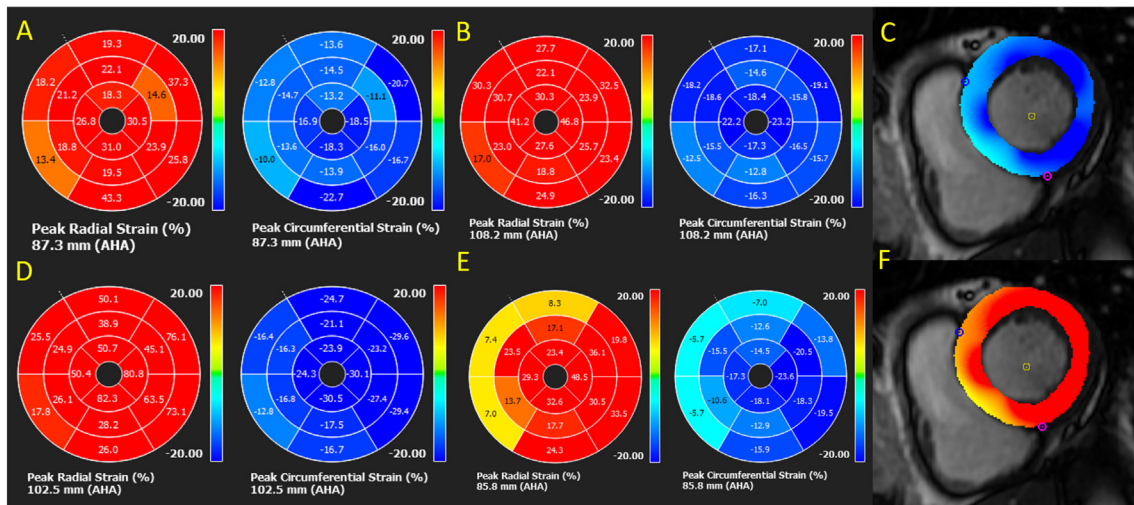 A
19.3
18.2 22.1 37.3
21.2 18.3 14.6
26.8 30.5
18.8 31.0 23.9
13.4 19.5 25.8
43.3
20.00
-20.00
Peak Radial Strain (%)
87.3 mm (AHA)
-13.6
-12.8 -14.5 -20.7
-14.7 -13.2 -11.1
16.9 -18.5
-13.6 -18.3 -16.0
-10.0 -13.9 -16.7
-22.7
20.00
-20.00
Peak Circumferential Strain (%)
87.3 mm (AHA)
B
27.7
30.3 22.1 32.5
30.7 30.3 23.9
41.2 46.8
23.0 27.6 25.7
17.0 18.8 23.4
24.9
20.00
-20.00
Peak Radial Strain (%)
108.2 mm (AHA)
-17.1
-18.2 -14.6 -19.1
-18.6 -18.4 -15.8
22.2 -23.2
-15.5 -17.3 -16.5
-12.5 -12.8 -15.7
-16.3
20.00
-20.00
Peak Circumferential Strain (%)
108.2 mm (AHA)
C
D
50.1
25.5 38.9 76.1
24.9 50.7 45.1
50.4 80.8
26.1 82.3 63.5
17.8 28.2 73.1
26.0
20.00
-20.00
Peak Radial Strain (%)
102.5 mm (AHA)
-24.7
-16.4 -21.1 -29.6
-16.3 -23.9 -23.2
24.3 -30.1
-16.8 -30.5 -27.4
-12.8 -17.5 -29.4
-16.7
20.00
-20.00
Peak Circumferential Strain (%)
102.5 mm (AHA)
E
8.3
7.4 17.1 19.8
23.5 23.4 36.1
29.3 48.5
13.7 32.6 30.5
7.0 17.7 33.5
24.3
20.00
-20.00
Peak Radial Strain (%)
85.8 mm (AHA)
-7.0
-5.7 -12.6 -13.8
-15.5 -14.5 -20.5
-17.3 -23.6
-10.6 -18.1 -18.3
-5.7 -12.9 -19.5
-15.9
20.00
-20.00
Peak Circumferential Strain (%)
85.8 mm (AHA)
F